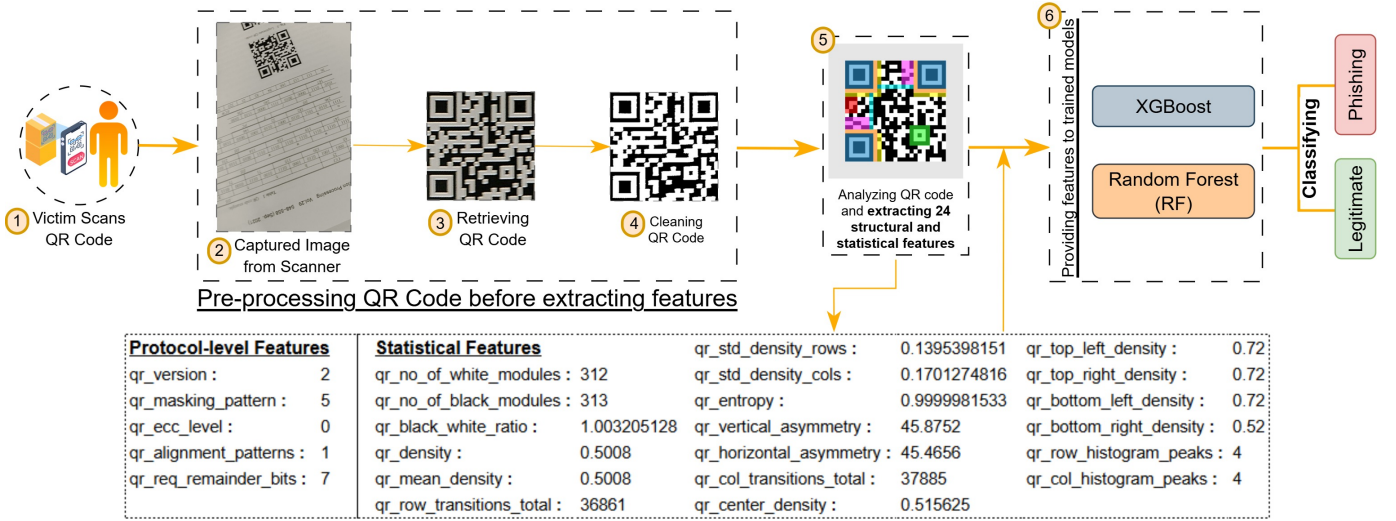 1
Victim Scans
QR Code
2
Captured Image
from Scanner
3
Retrieving
QR Code
4
Cleaning
QR Code
Pre-processing QR Code before extracting features
5
Analyzing QR code
and extracting 24
structural and
statistical features
6
Providing features to trained models
XGBoost
Random Forest
(RF)
Classifying
Phishing
Legitimate
Protocol-level Features
qr_version : 2
qr_masking_pattern : 5
qr_ecc_level : 0
qr_alignment_patterns : 1
qr_req_remainder_bits : 7
Statistical Features
qr_no_of_white_modules : 312
qr_no_of_black_modules : 313
qr_black_white_ratio : 1.003205128
qr_density : 0.5008
qr_mean_density : 0.5008
qr_row_transitions_total : 36861
qr_std_density_rows : 0.1395398151
qr_std_density_cols : 0.1701274816
qr_entropy : 0.9999981533
qr_vertical_asymmetry : 45.8752
qr_horizontal_asymmetry : 45.4656
qr_col_transitions_total : 37885
qr_center_density : 0.515625
qr_top_left_density : 0.72
qr_top_right_density : 0.72
qr_bottom_left_density : 0.72
qr_bottom_right_density : 0.52
qr_row_histogram_peaks : 4
qr_col_histogram_peaks : 4